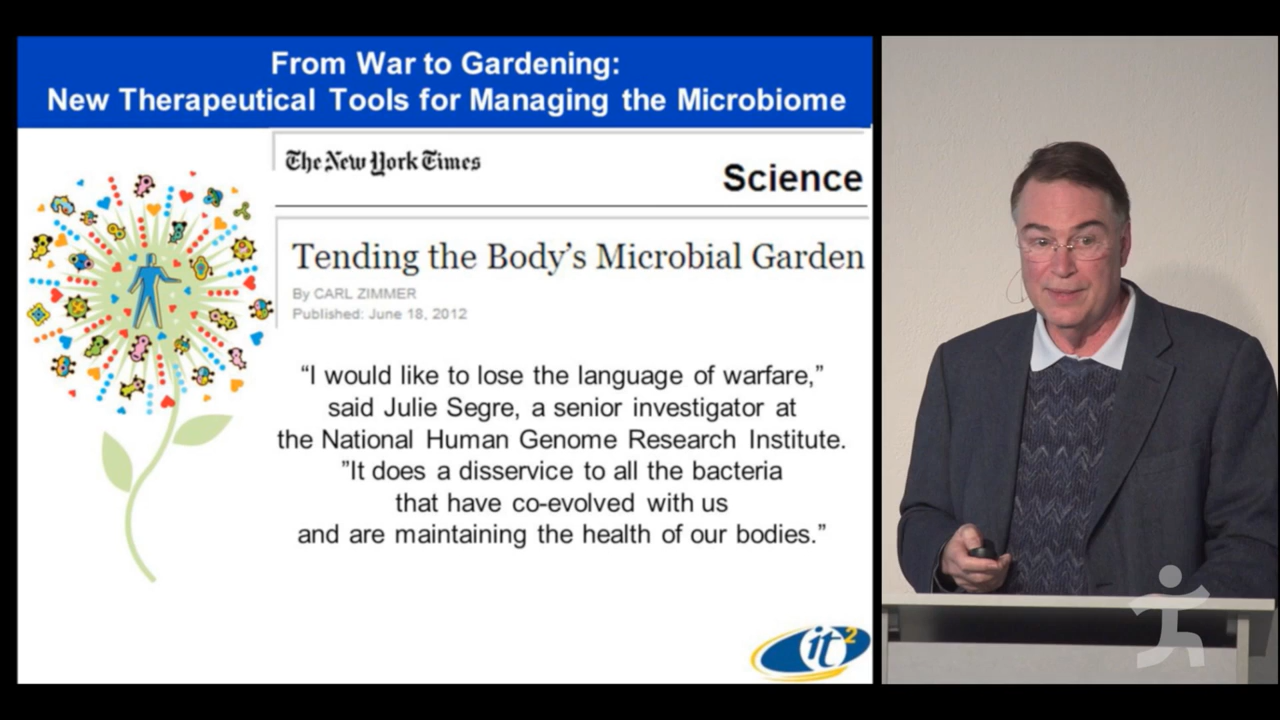 From War to Gardening:
New Therapeutical Tools for Managing the Microbiome
The New York Times
Science
Tending the Body’s Microbial Garden
By CARL ZIMMER
Published: June 18, 2012
“I would like to lose the language of warfare,”
said Julie Segre, a senior investigator at
the National Human Genome Research Institute.
”It does a disservice to all the bacteria
that have co-evolved with us
and are maintaining the health of our bodies.”
it2